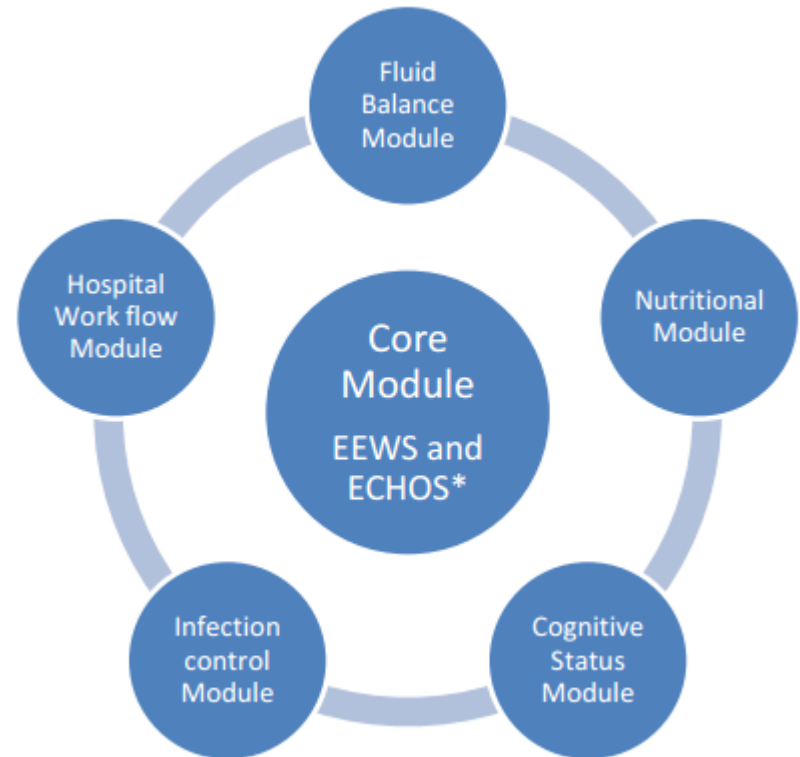 Fluid
Balance
Module
Nutritional
Module
Cognitive
Status
Module
Infection
control
Module
Hospital
Work flow
Module
Core
Module
EEWS and
ECHOS*